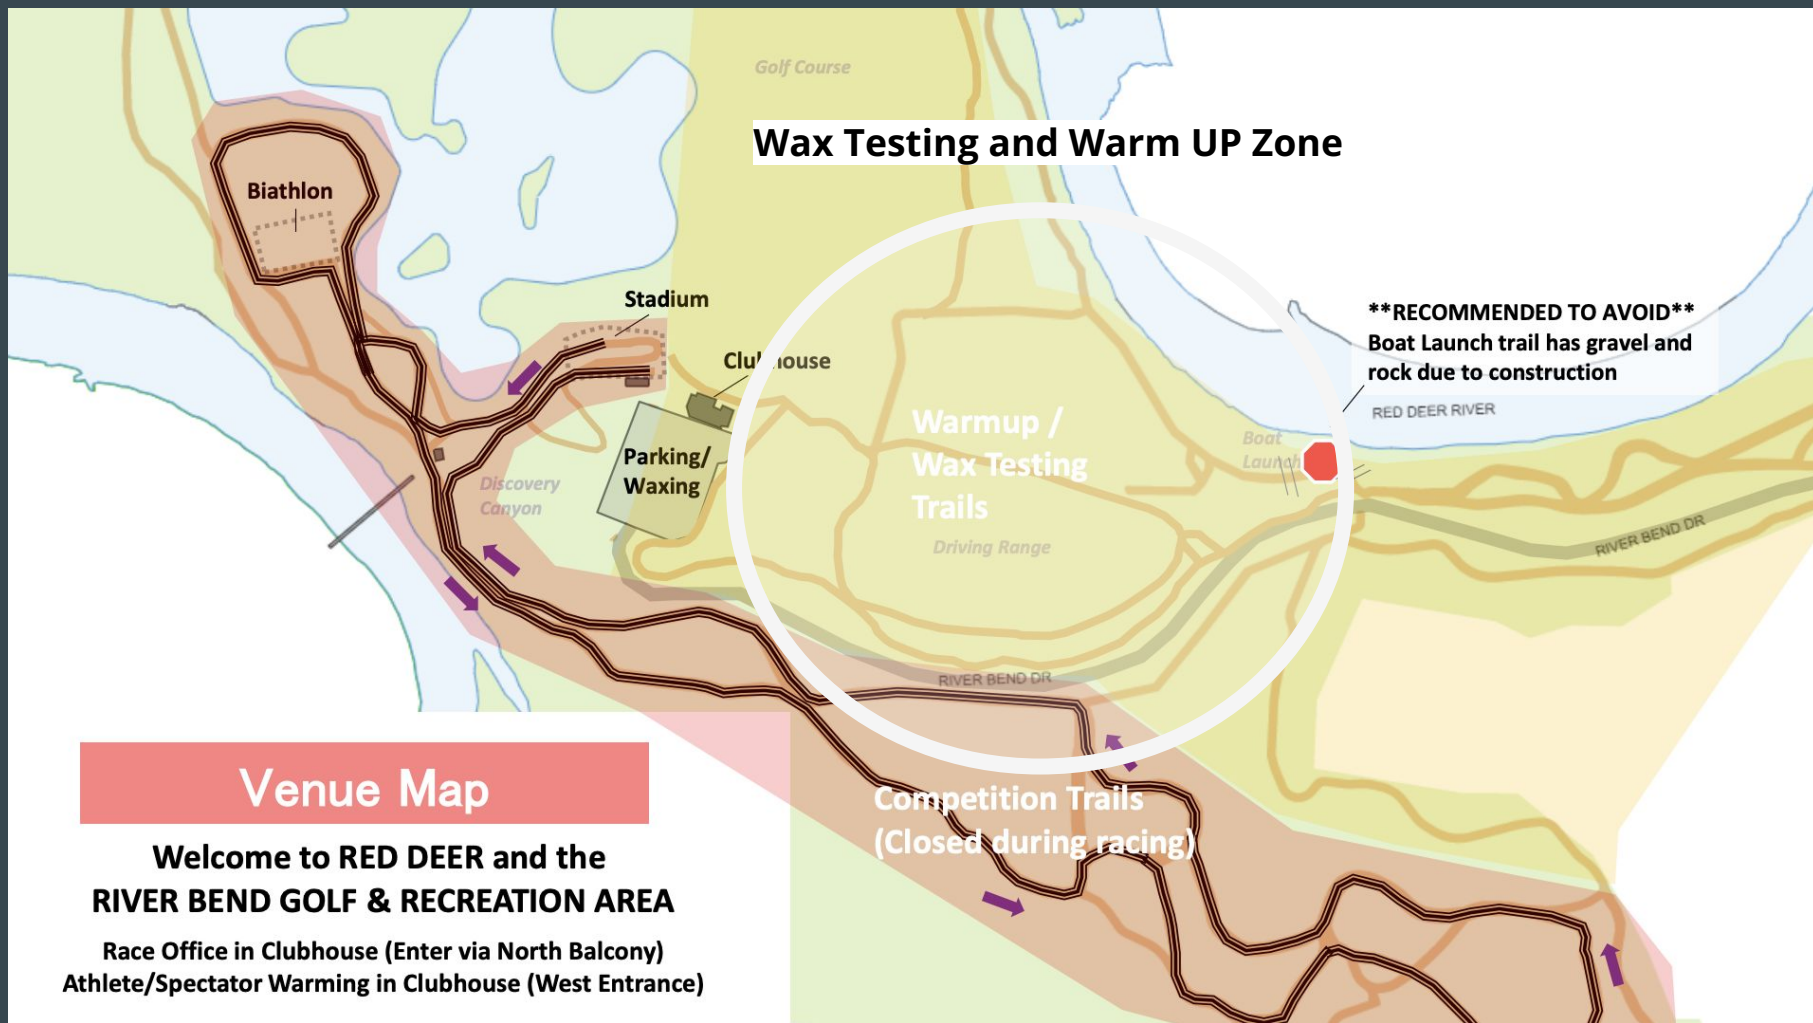 Golf Course
Wax Testing and Warm UP Zone
Biathlon
Stadium
Clubhouse
**RECOMMENDED TO AVOID**
Boat Launch trail has gravel and
rock due to construction
RED DEER RIVER
Warmup /
Wax Testing
Trails
Boat
Launch
Parking/
Waxing
Discovery
Canyon
Driving Range
RIVER BEND DR
RIVER BEND DR
Competition Trails
(Closed during racing)
Venue Map
Welcome to RED DEER and the
RIVER BEND GOLF & RECREATION AREA
Race Office in Clubhouse (Enter via North Balcony)
Athlete/Spectator Warming in Clubhouse (West Entrance)